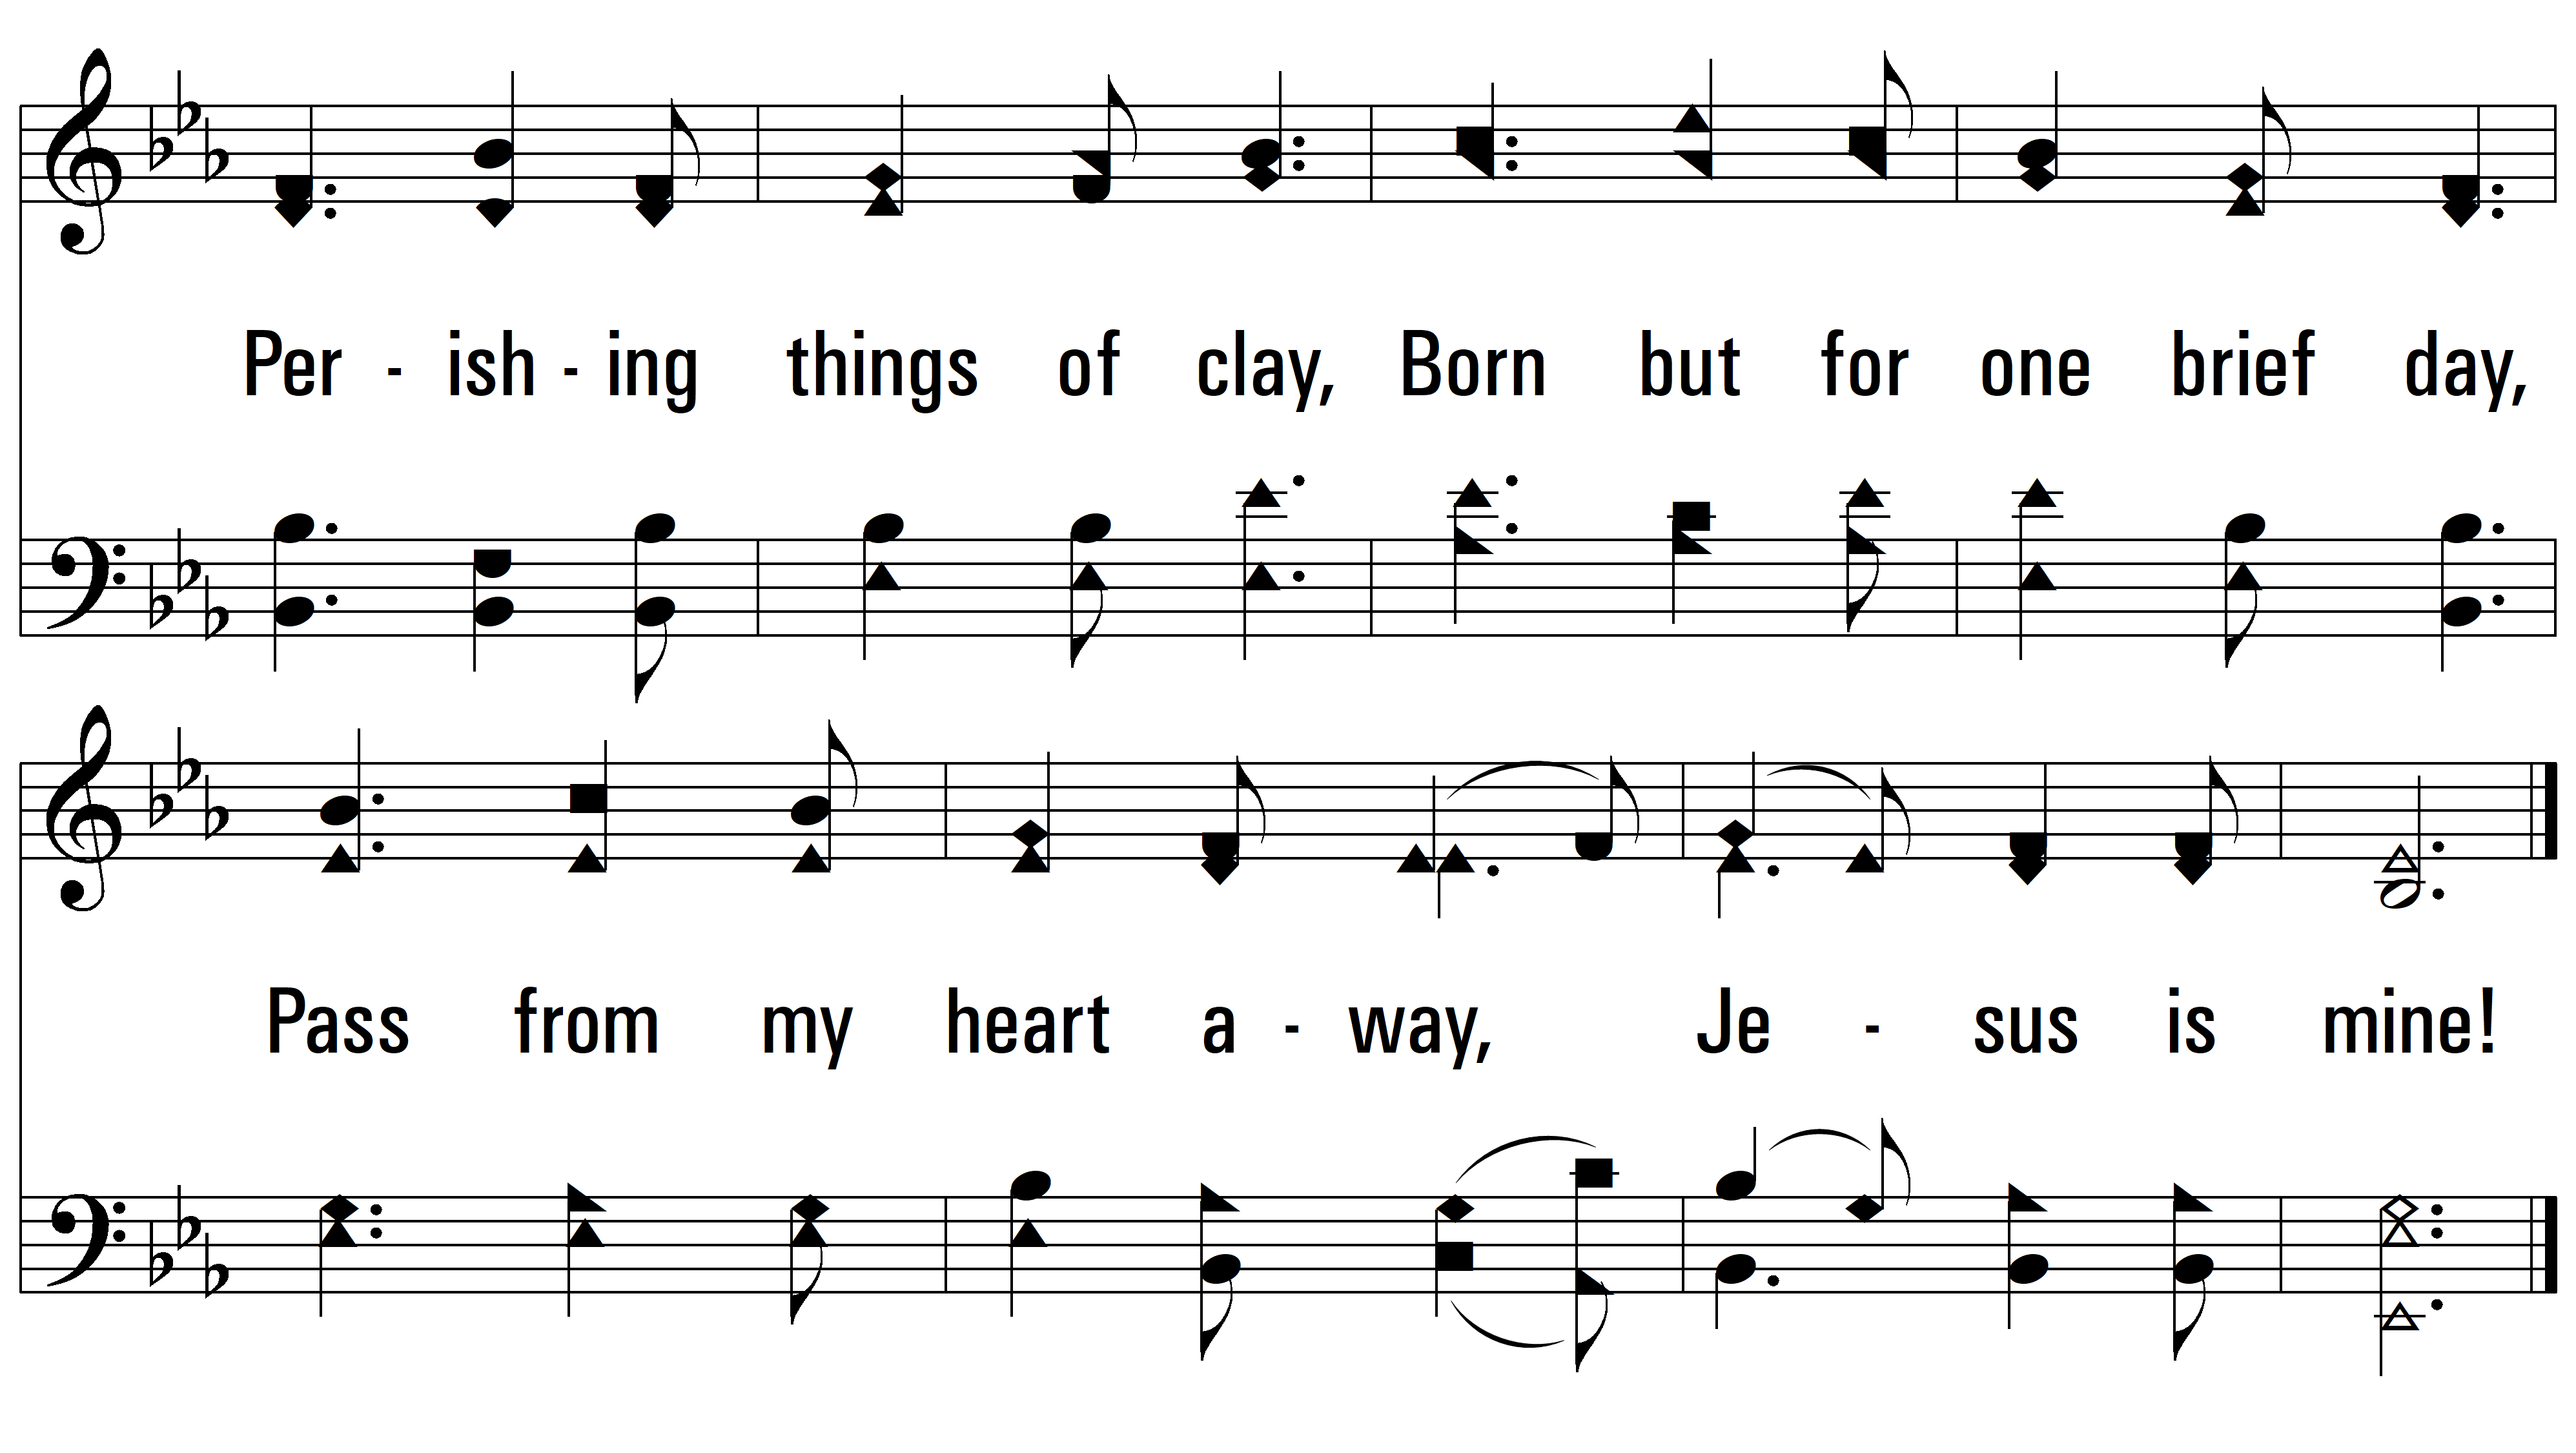 Per - ish - ing things of clay, Born but for one brief day,
Pass from my heart a - way, Je - sus is mine!